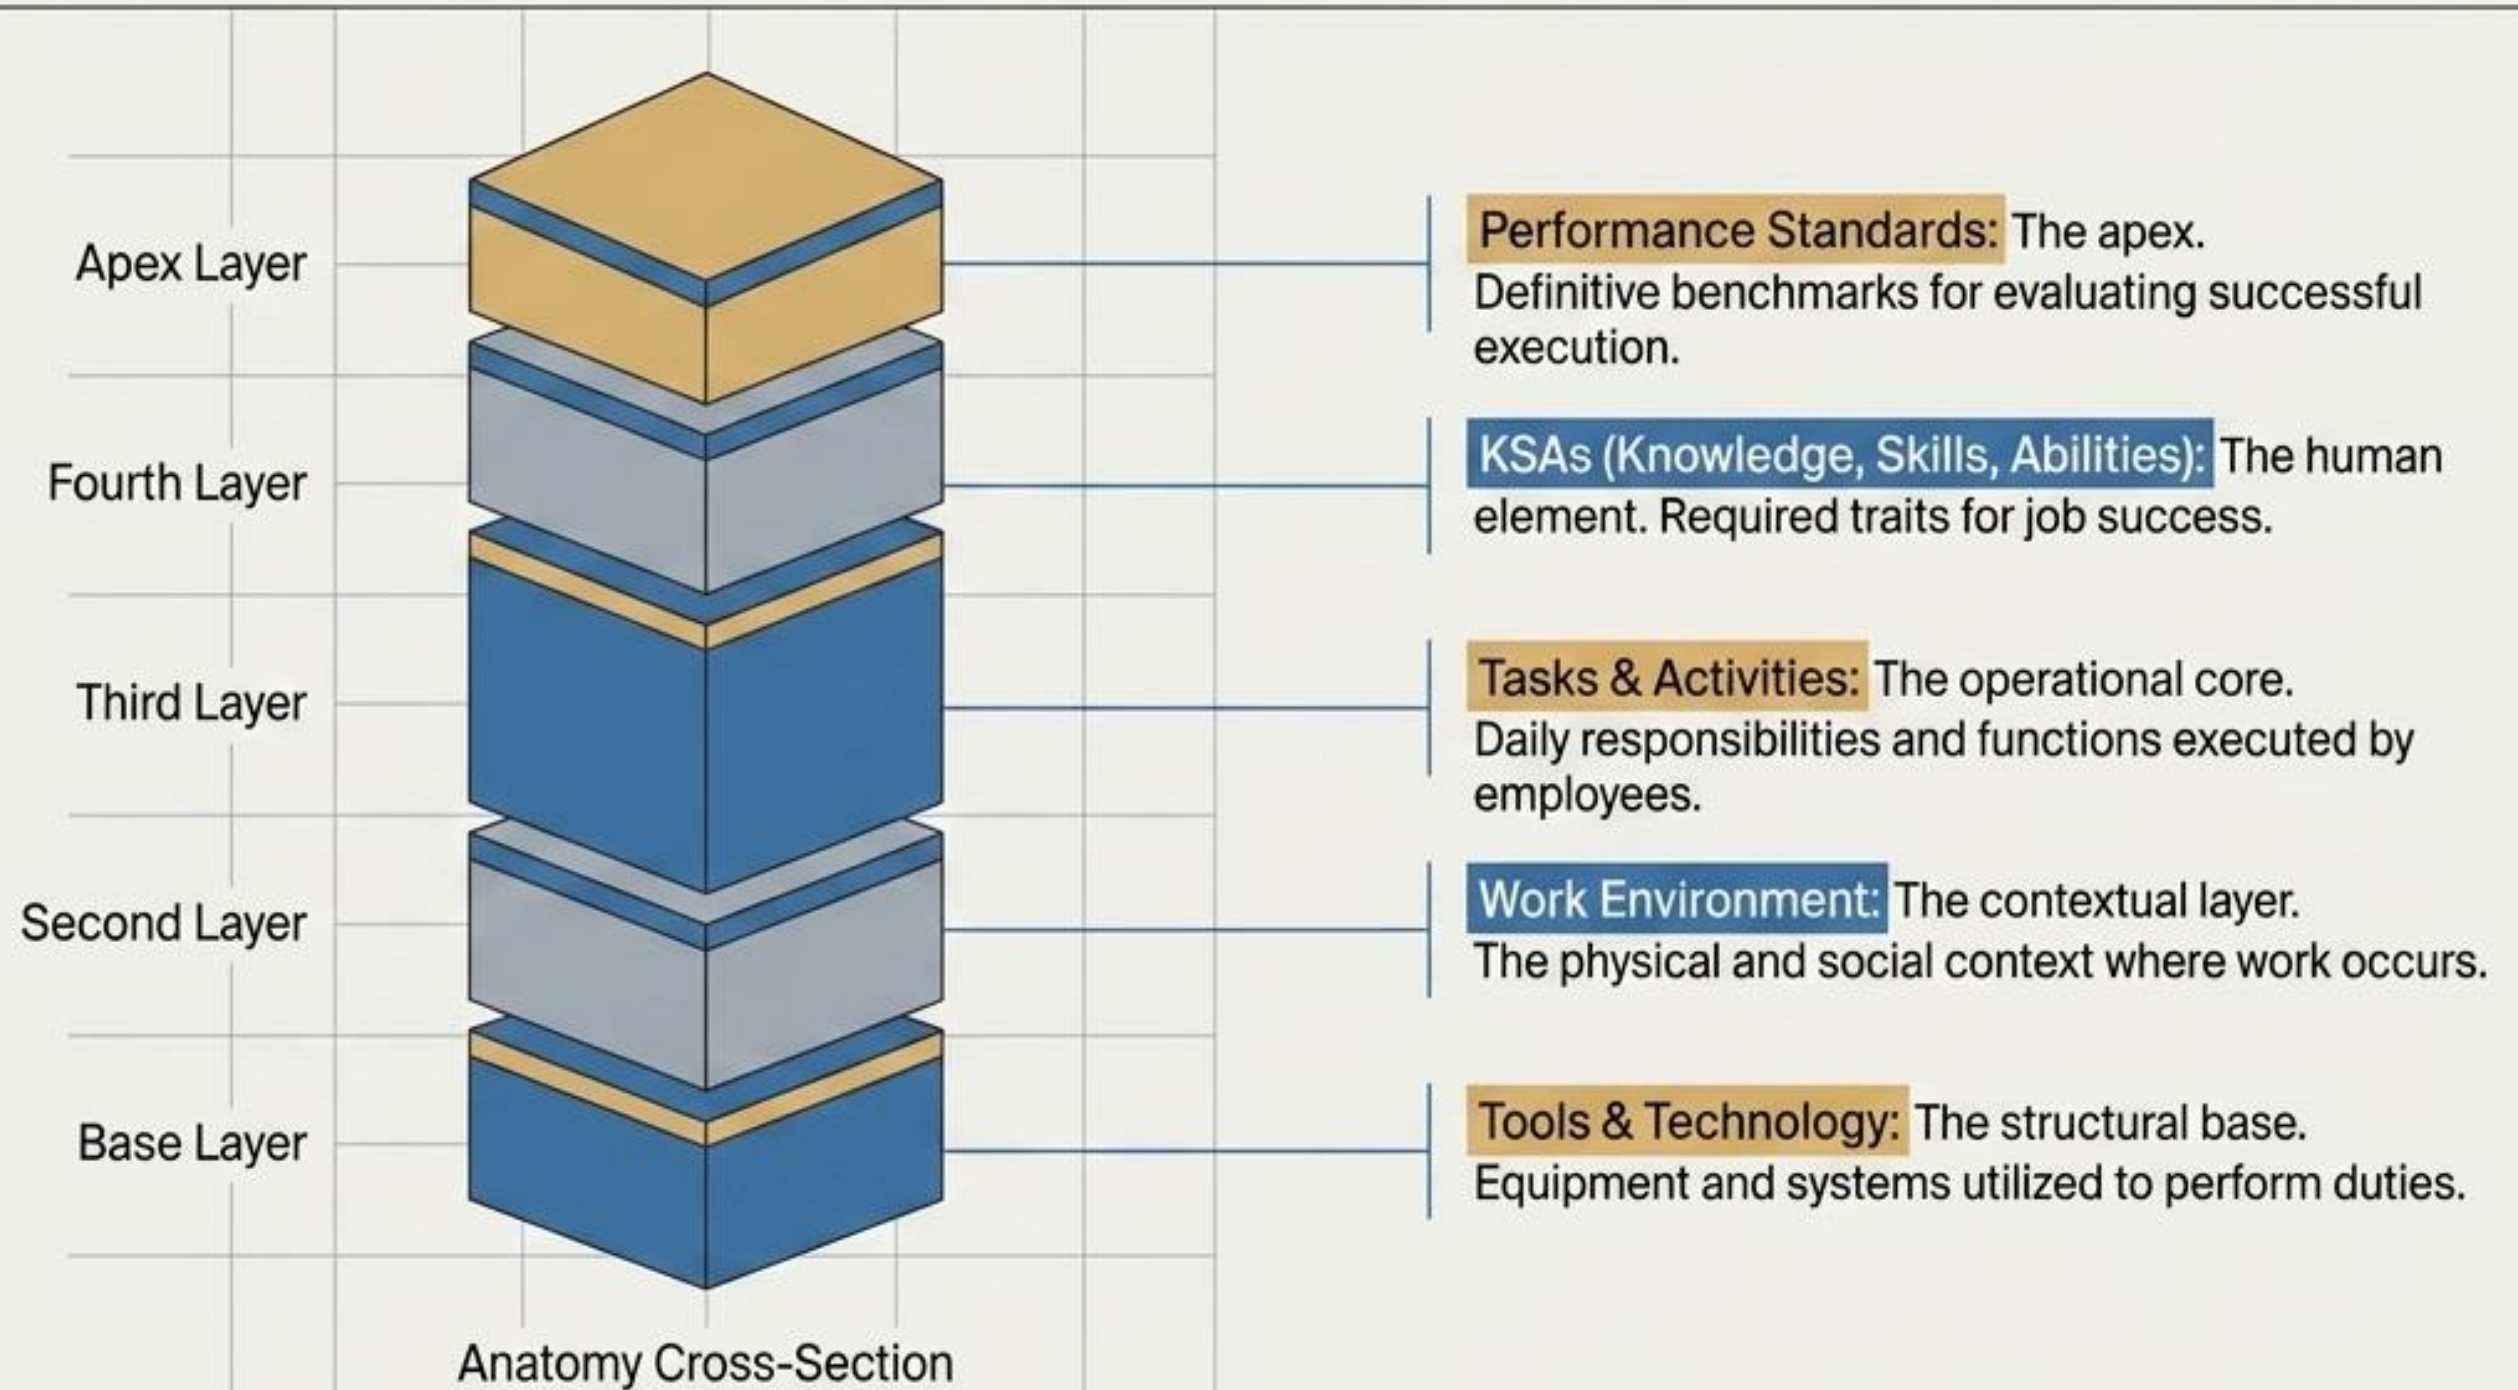 Apex Layer
Performance Standards: The apex.
Definitive benchmarks for evaluating successful
execution.
Fourth Layer
KSAs (Knowledge, Skills, Abilities): The human
element. Required traits for job success.
Third Layer
Tasks & Activities: The operational core.
Daily responsibilities and functions executed by
employees.
Second Layer
Work Environment: The contextual layer.
The physical and social context where work occurs.
Base Layer
Tools & Technology: The structural base.
Equipment and systems utilized to perform duties.
Anatomy Cross-Section